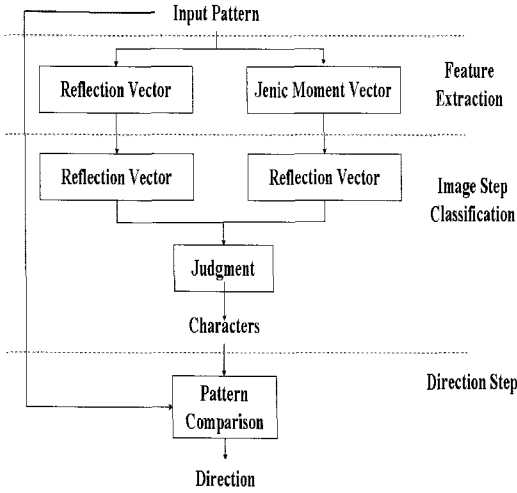 Input Pattern
Reflection Vector
Jenic Moment Vector
Feature
Extraction
Reflection Vector
Reflection Vector
Image Step
Classification
Judgment
Characters
Direction Step
Pattern
Comparison
Direction